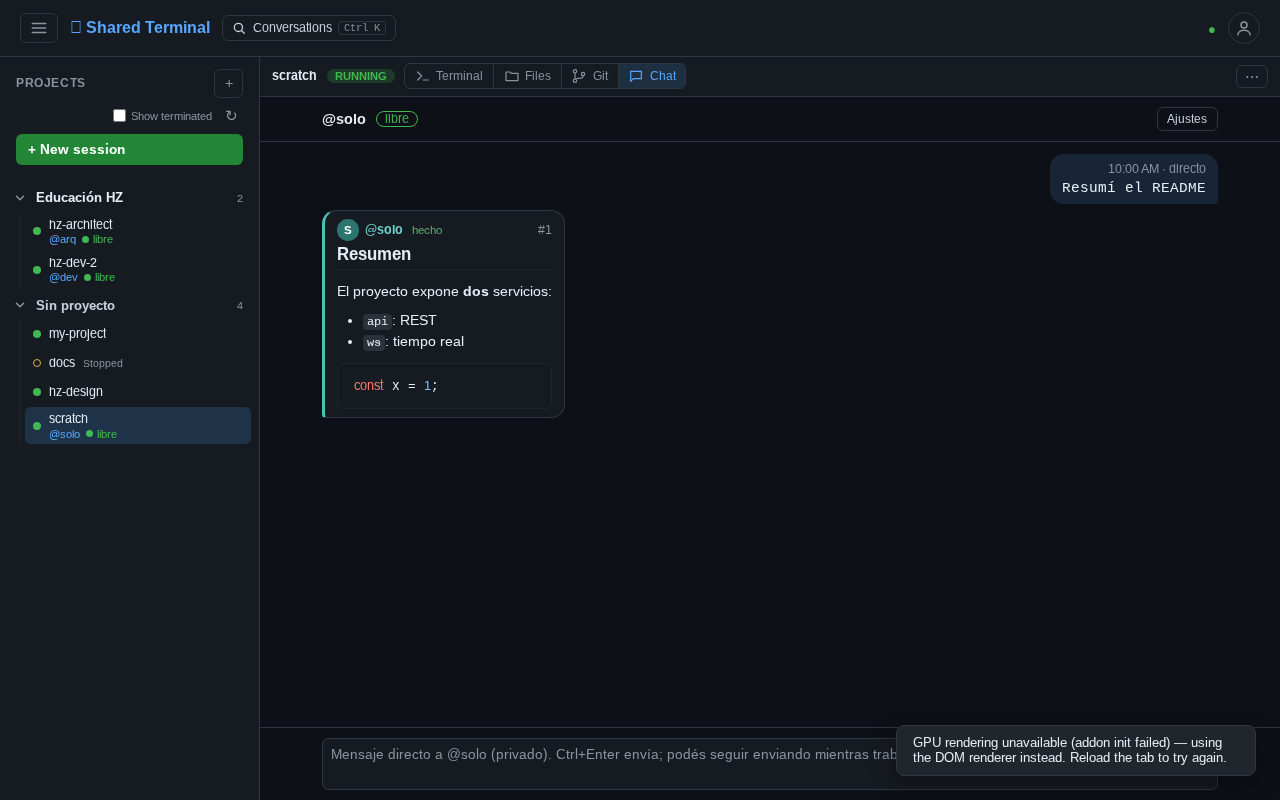 Shared Terminal
Conversations Ctrl K
PROJECTS
+
Show terminated
+ New session
Educación HZ 2
hz-architect
@arq libre
hz-dev-2
@dev libre
Sin proyecto 4
my-project
docs Stopped
hz-design
scratch
@solo libre
scratch RUNNING Terminal Files Git Chat
@solo libre Ajustes
10:00 AM · directo
Resumí el README
S @solo hecho #1
Resumen
El proyecto expone dos servicios:
• api: REST
• ws: tiempo real
const x = 1;
Mensaje directo a @solo (privado). Ctrl+Enter envía; podés seguir enviando mientras
GPU rendering unavailable (addon init failed) — using
the DOM renderer instead. Reload the tab to try again.